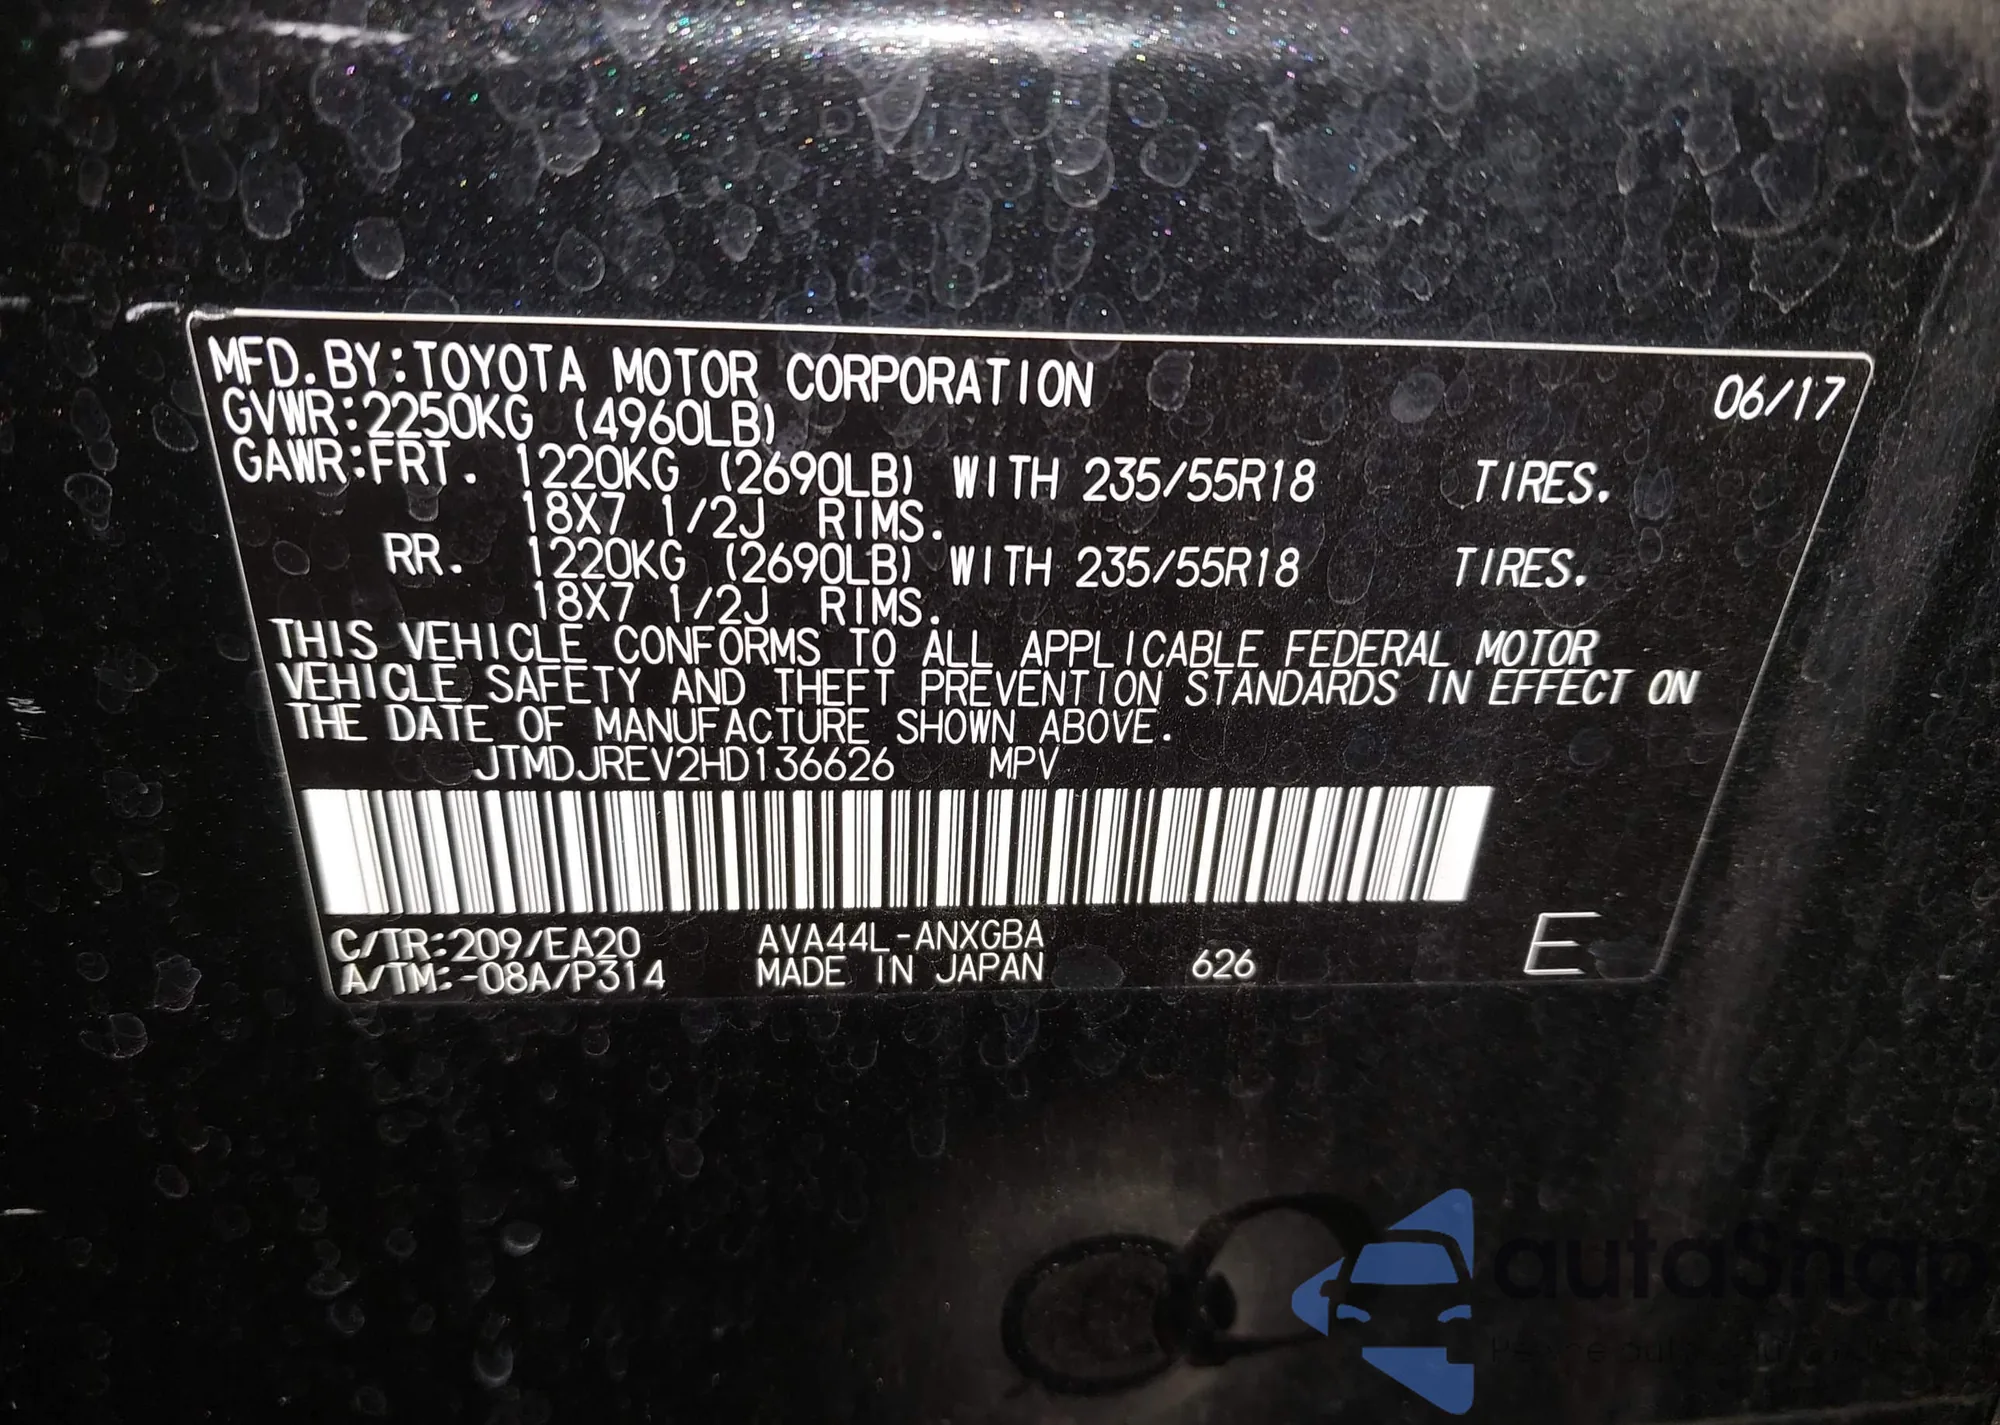 MFD.BY:TOYOTA MOTOR CORPORATION 06/17
GVWR:2250KG (4960LB)
GAWR:FRT. 1220KG (2690LB) WITH 235/55R18 TIRES.
18X7 1/2J RIMS.
RR. 1220KG (2690LB) WITH 235/55R18 TIRES.
18X7 1/2J RIMS.
THIS VEHICLE CONFORMS TO ALL APPLICABLE FEDERAL MOTOR
VEHICLE SAFETY AND THEFT PREVENTION STANDARDS IN EFFECT ON
THE DATE OF MANUFACTURE SHOWN ABOVE.
JTMDJREV2HD136626 MPV
C/TR:209/EA20 AVA44L-ANXGBA
A/TM:-08A/P314 MADE IN JAPAN 626 E
autaSnap